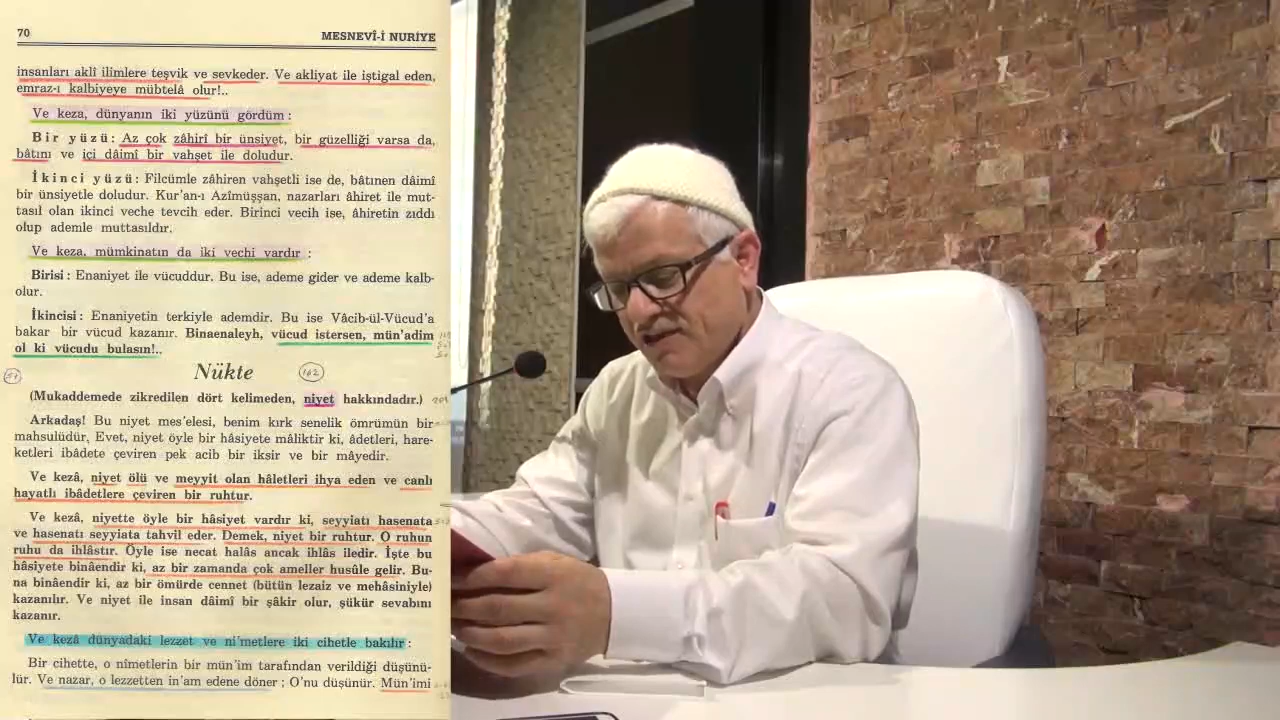 70
MESNEVÎ-İ NURİYE
insanları aklî ilimlere teşvik ve sevkeder. Ve akliyat ile iştigal eden,
emraz-ı kalbiyeye mübtelâ olur!..
Ve keza, dünyanın iki yüzünü gördüm :
Bir yüzü : Az çok zâhirî bir ünsiyet, bir güzelliği varsa da,
bâtını ve içi dâimî bir vahşet ile doludur.
İkinci yüzü : Filcümle zâhiren vahşetli ise de, bâtınen dâimî
bir ünsiyetle doludur. Kur'an-ı Azîmüşşan, nazarları âhiret ile mut-
tasıl olan ikinci veche tevcih eder. Birinci vecih ise, âhiretin zıddı
olup ademle muttasıldır.
Ve keza, mümkinatın da iki vechi vardır :
Birisi : Enaniyet ile vücuddur. Bu ise, ademe gider ve ademe kalb-
olur.
İkincisi : Enaniyetin terkiyle ademdir. Bu ise Vâcib-ül-Vücud'a
bakar bir vücud kazanır. Binaenaleyh, vücud istersen, mün'adim
ol ki vücudu bulasın!..
Nükte
162
(Mukaddemede zikredilen dört kelimeden, niyet hakkındadır.)
Arkadaş! Bu niyet mes'elesi, benim kırk senelik ömrümün bir
mahsulüdür, Evet, niyet öyle bir hâsiyete mâliktir ki, âdetleri, hare-
ketleri ibâdete çeviren pek acib bir iksir ve bir mâyedir.
Ve kezâ, niyet ölü ve meyyit olan hâletleri ihya eden ve canlı
hayatlı ibâdetlere çeviren bir ruhtur.
Ve kezâ, niyette öyle bir hâsiyet vardır ki, seyyiatı hasenata
ve hasenatı seyyiata tahvil eder. Demek, niyet bir ruhtur. O ruhun
ruhu da ihlâstır. Öyle ise necat halâs ancak ihlâs iledir. İşte bu
hâsiyete binâendir ki, az bir zamanda çok ameller husûle gelir. Bu-
na binâendir ki, az bir ömürde cennet (bütün lezaiz ve mehâsiniyle)
kazanılır. Ve niyet ile insan dâimî bir şâkir olur, şükür sevabını
kazanır.
Ve kezâ dünyadaki lezzet ve ni'metlere iki cihetle bakılır :
Bir cihette, o nîmetlerin bir mün'im tarafından verildiği düşünü-
lür. Ve nazar, o lezzetten in'am edene döner ; O'nu düşünür. Mün'imi